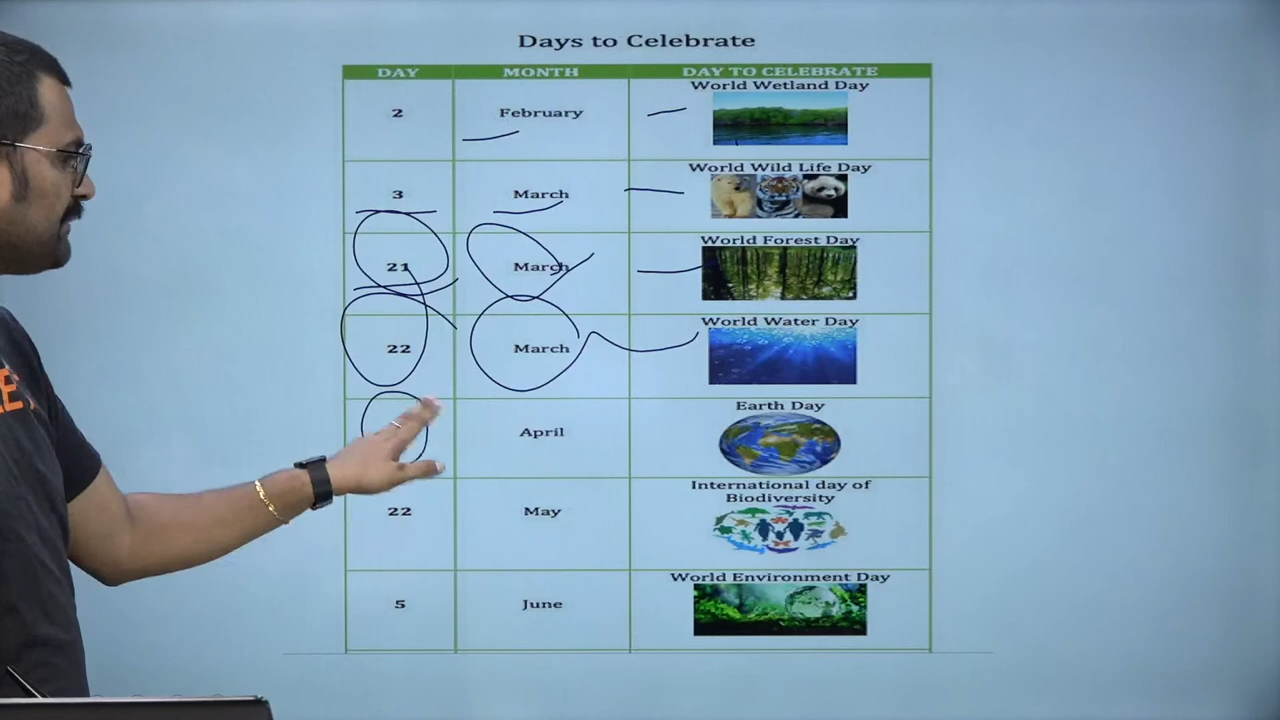 Days to Celebrate
DAY MONTH DAY TO CELEBRATE
2 February World Wetland Day
3 March World Wild Life Day
21 March World Forest Day
22 March World Water Day
April Earth Day
22 May International day of
Biodiversity
5 June World Environment Day